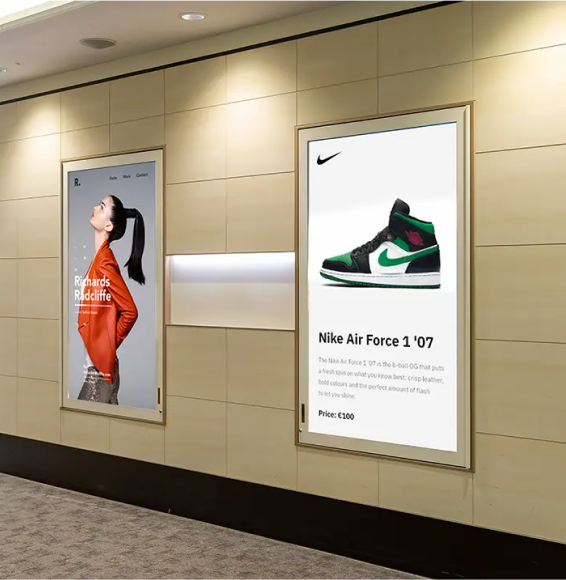 R.
Work
Contact
Richards
Radcliffe
Nike Air Force 1 '07
The Nike Air Force 1 '07 is the b-ball OG that puts
a fresh spin on what you know best: crisp leather,
bold colours and the perfect amount of flash
to let you shine.
Price: €100